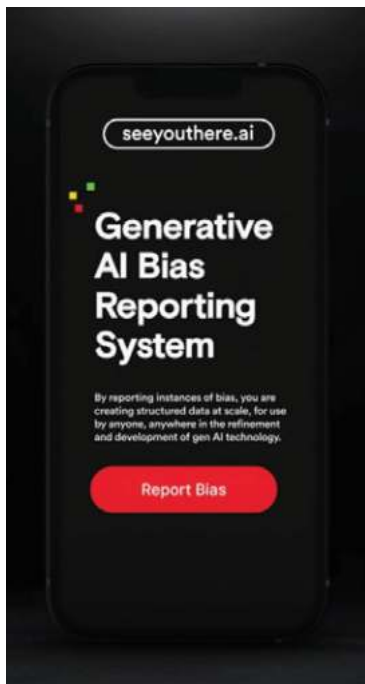 seeyouthere.ai
Generative
AI Bias
Reporting
System
By reporting instances of bias, you are
creating structured data at scale, for use
by anyone, anywhere in the refinement
and development of gen AI technology.
Report Bias